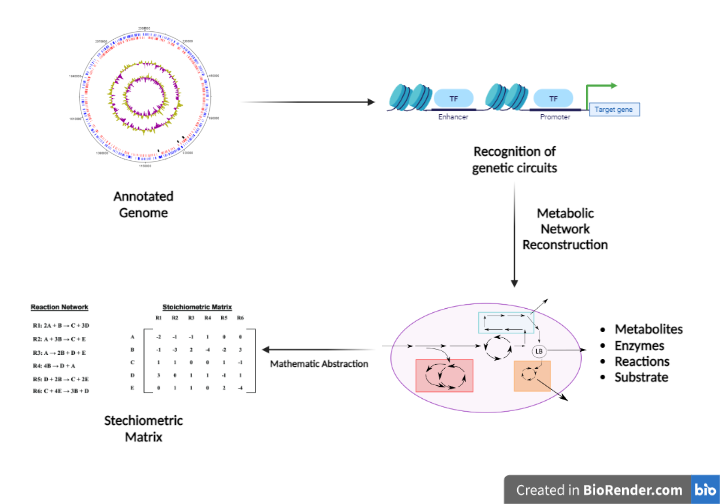 Annotated
Genome
TF
TF
Enhancer
Promoter
Target gene
Recognition of
genetic circuits
Metabolic
Network
Reconstruction
LB
• Metabolites
• Enzymes
• Reactions
• Substrate
Mathematic Abstraction
Reaction Network
R1: 2A + B → C + 3D
R2: A + 3B → C + E
R3: A → 2B + D + E
R4: 4B → D + A
R5: D + 2B → C + 2E
R6: C + 4E → 3B + D
Stoichiometric Matrix
R1 R2 R3 R4 R5 R6
A -2 -1 -1 1 0 0
B -1 -3 2 -4 -2 3
C 1 1 0 0 1 -1
D 3 0 1 1 -1 1
E 0 1 1 0 2 -4
Stechiometric
Matrix
Created in BioRender.com bio